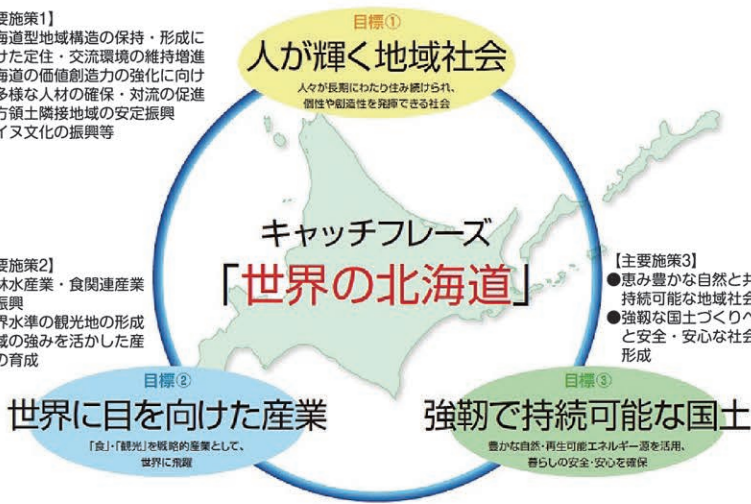 要施策1】
海道型地域構造の保持・形成に
けた定住・交流環境の維持増進
海道の価値創造力の強化に向け
多様な人材の確保・対流の促進
方領土隣接地域の安定振興
イヌ文化の振興等
目標①
人が輝く地域社会
人々が長期にわたり住み続けられ、
個性や創造性を発揮できる社会
キャッチフレーズ
「世界の北海道」
要施策2】
林水産業・食関連産業
振興
界水準の観光地の形成
域の強みを活かした産
の育成
【主要施策3】
●恵み豊かな自然と共
持続可能な地域社会
●強靱な国土づくりへ
と安全・安心な社会
形成
目標②
世界に目を向けた産業
「食」・「観光」を戦略的産業として、
世界に飛躍
目標③
強靭で持続可能な国土
豊かな自然・再生可能エネルギー源を活用、
暮らしの安全・安心を確保